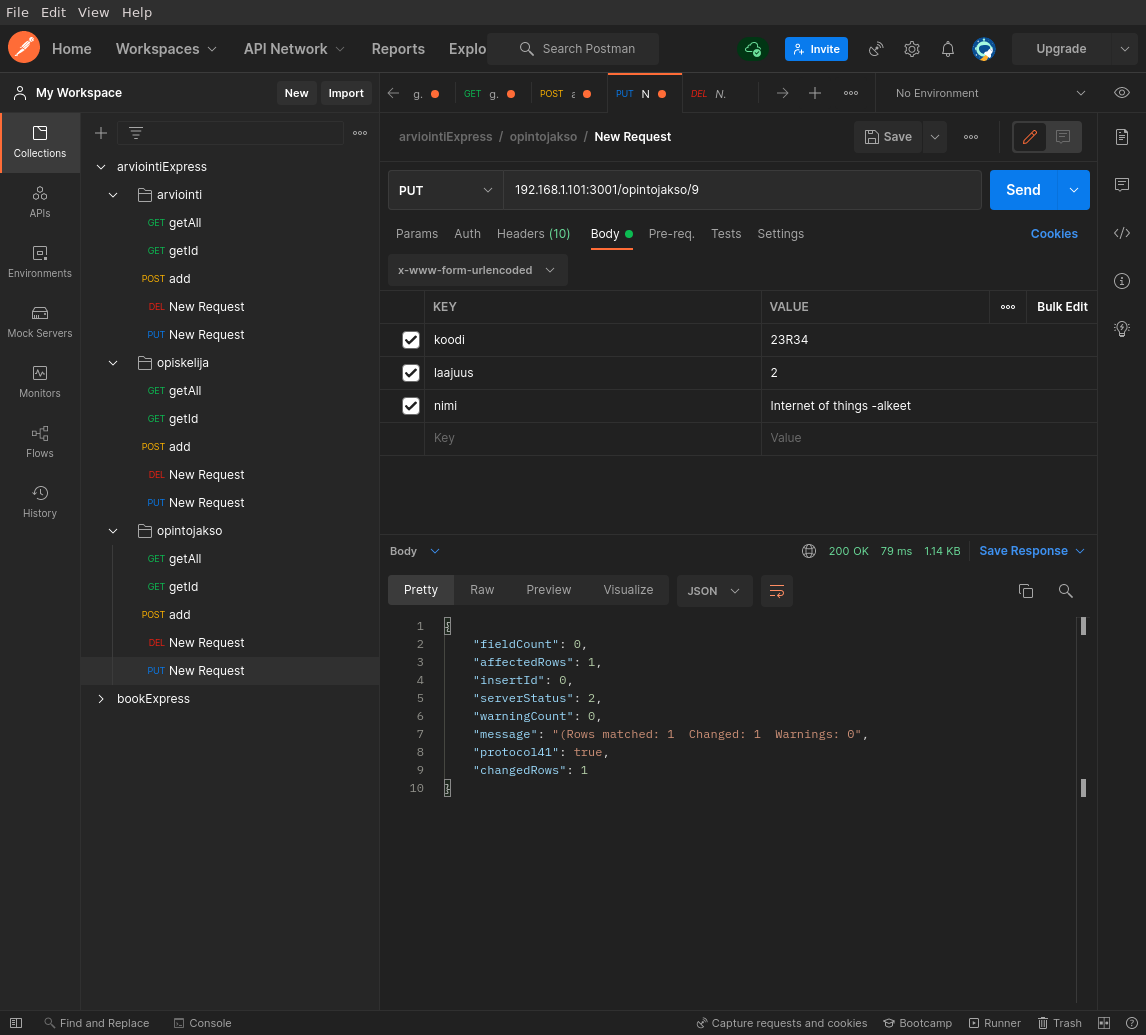 File Edit View Help
Home Workspaces API Network Reports Explo Search Postman Invite Upgrade
My Workspace New Import g. GET g. POST a PUT N DEL N. No Environment
Collections
APIs
Environments
Mock Servers
Monitors
Flows
History
arviointiExpress
arviointi
GET getAll
GET getId
POST add
DEL New Request
PUT New Request
opiskelija
GET getAll
GET getId
POST add
DEL New Request
PUT New Request
opintojakso
GET getAll
GET getId
POST add
DEL New Request
PUT New Request
bookExpress
arviointiExpress / opintojakso / New Request Save
PUT 192.168.1.101:3001/opintojakso/9 Send
Params Auth Headers (10) Body Pre-req. Tests Settings Cookies
x-www-form-urlencoded
KEY VALUE Bulk Edit
koodi 23R34
laajuus 2
nimi Internet of things -alkeet
Key Value
Body 200 OK 79 ms 1.14 KB Save Response
Pretty Raw Preview Visualize JSON
1 {
2 "fieldCount": 0,
3 "affectedRows": 1,
4 "insertId": 0,
5 "serverStatus": 2,
6 "warningCount": 0,
7 "message": "(Rows matched: 1  Changed: 1  Warnings: 0",
8 "protocol41": true,
9 "changedRows": 1
10 }
Find and Replace Console Capture requests and cookies Bootcamp Runner Trash